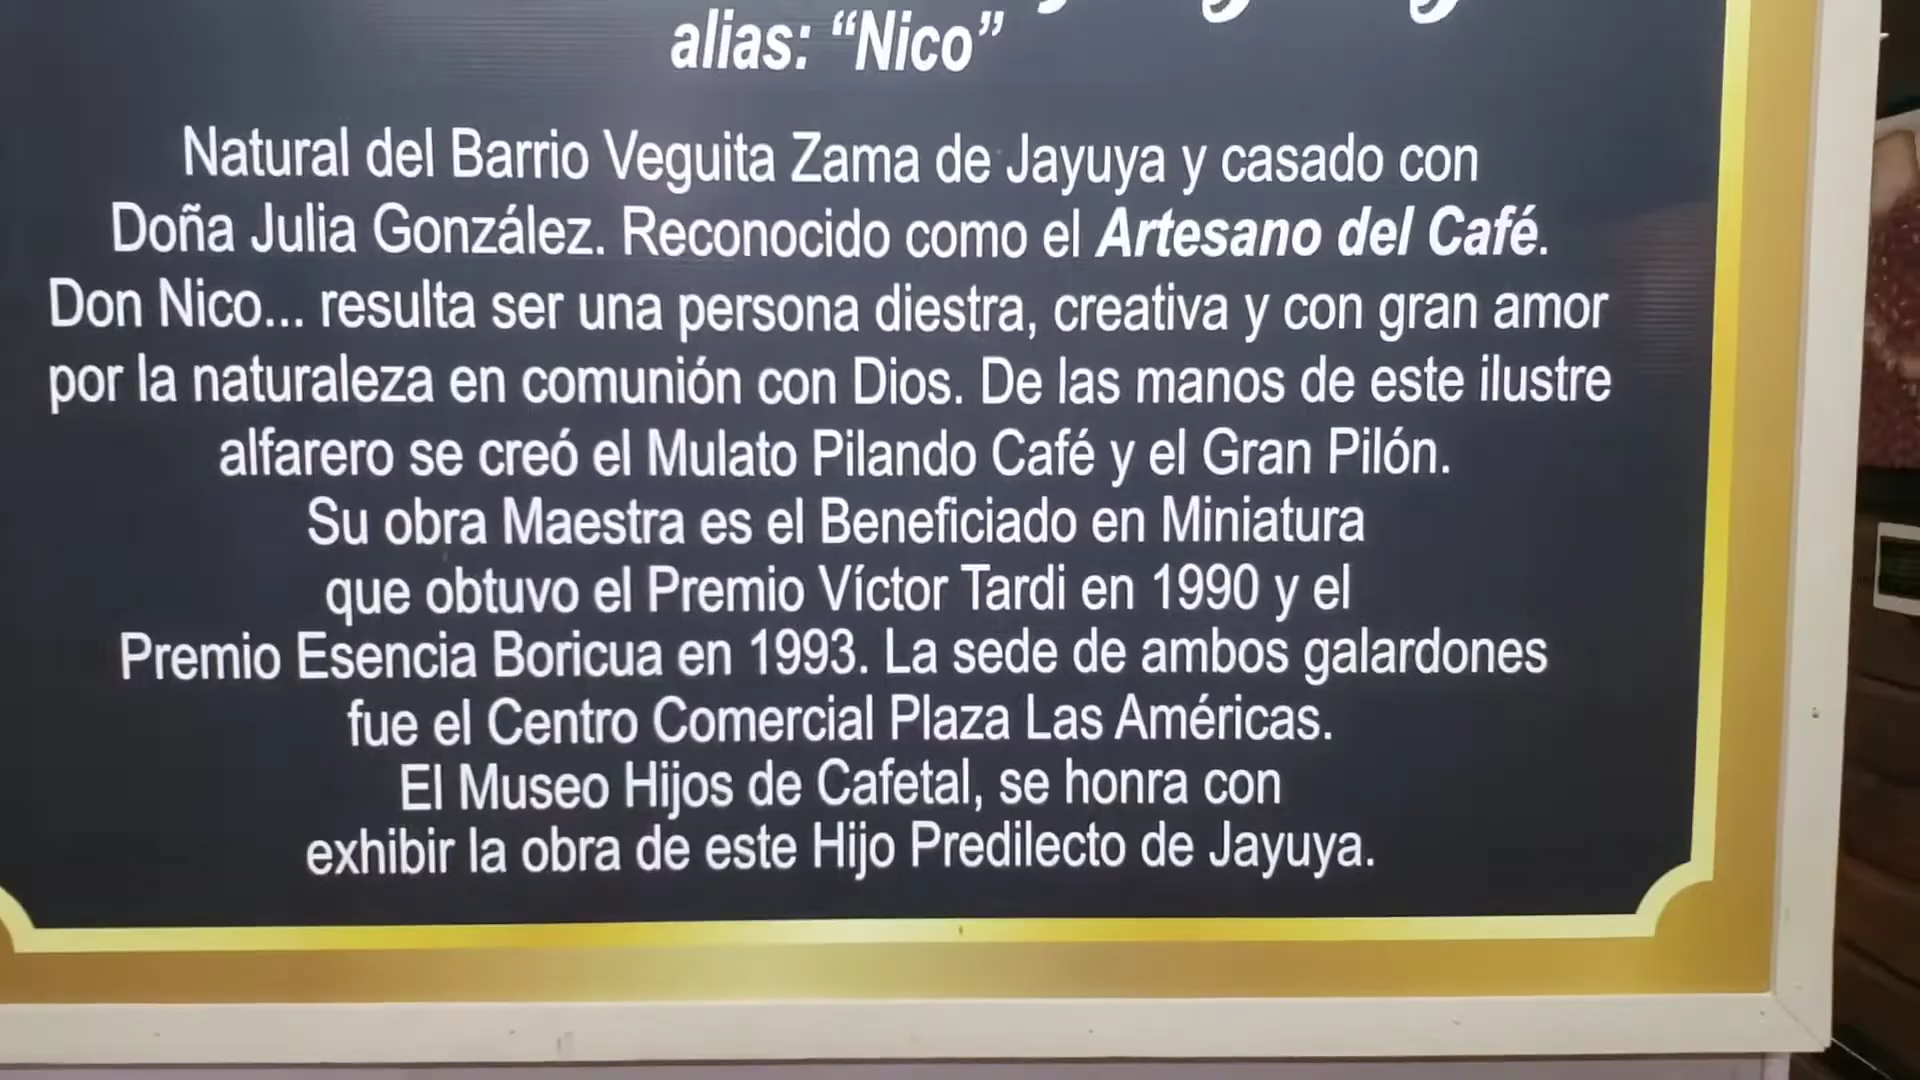 alias: “Nico”
Natural del Barrio Veguita Zama de Jayuya y casado con
Doña Julia González. Reconocido como el Artesano del Café.
Don Nico... resulta ser una persona diestra, creativa y con gran amor
por la naturaleza en comunión con Dios. De las manos de este ilustre
alfarero se creó el Mulato Pilando Café y el Gran Pilón.
Su obra Maestra es el Beneficiado en Miniatura
que obtuvo el Premio Víctor Tardi en 1990 y el
Premio Esencia Boricua en 1993. La sede de ambos galardones
fue el Centro Comercial Plaza Las Américas.
El Museo Hijos de Cafetal, se honra con
exhibir la obra de este Hijo Predilecto de Jayuya.